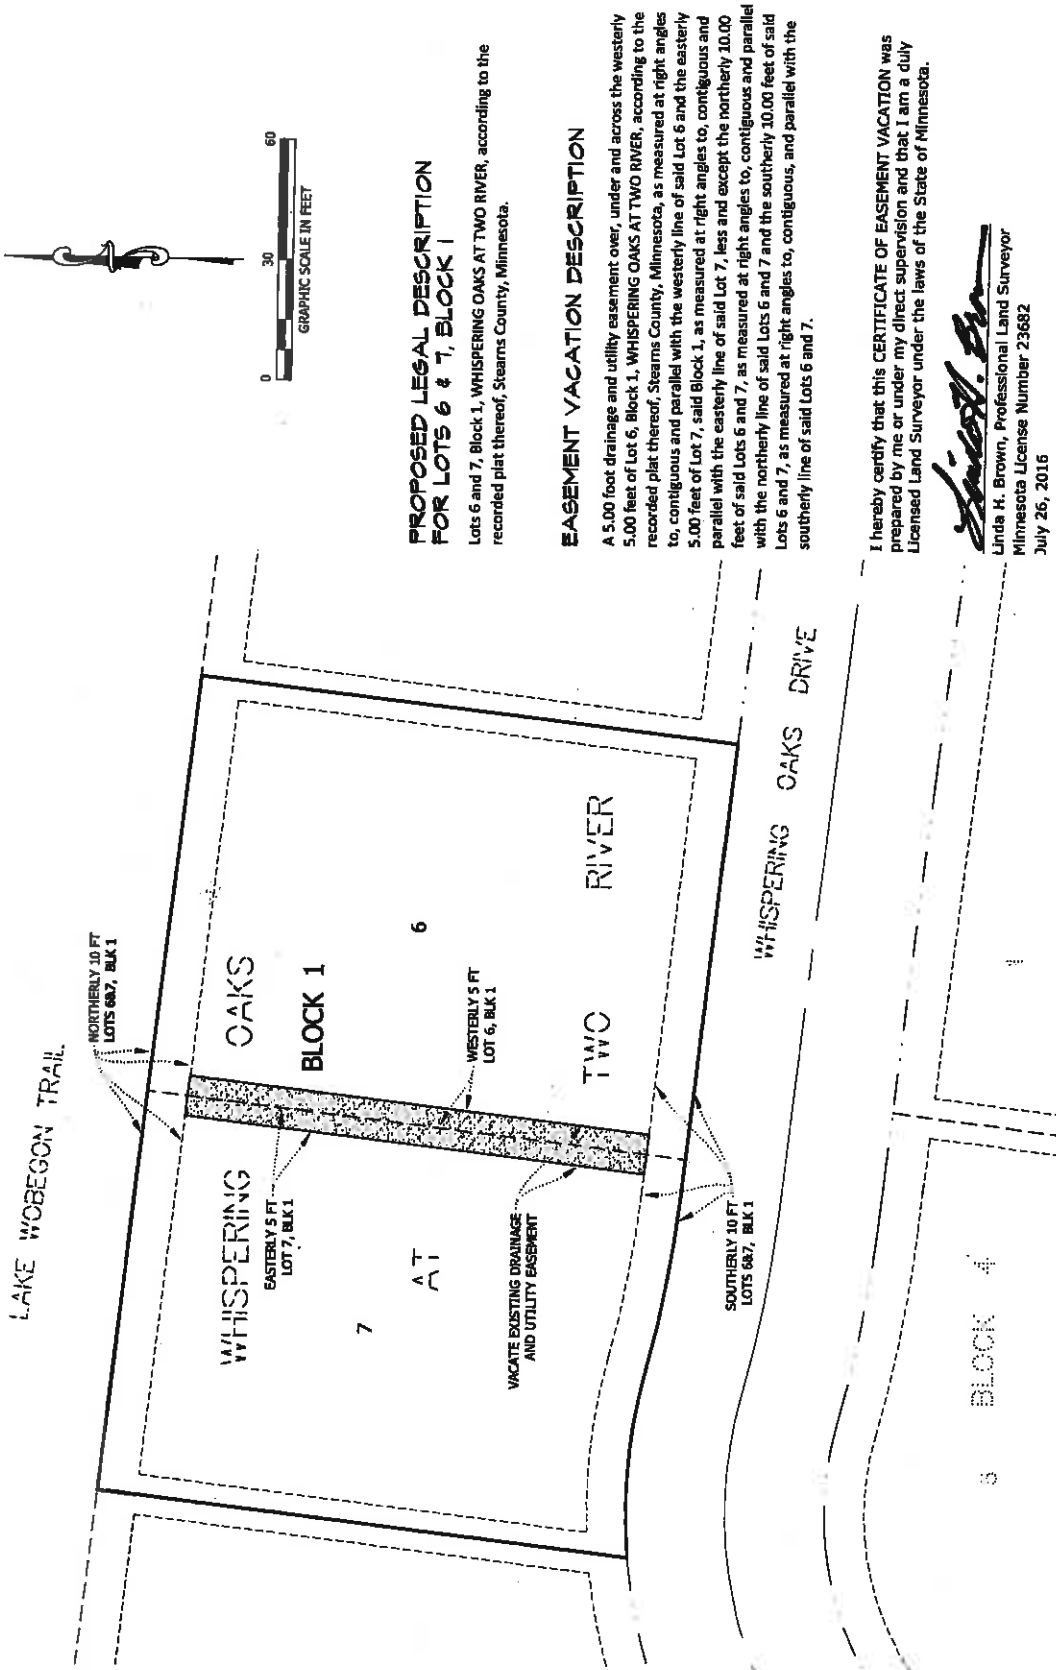 LAKE WOBEGON TRAIL
NORTHERLY 10 FT
LOTS 6&7, BLK 1
WHISPERING OAKS
EASTERLY 5 FT
LOT 7, BLK 1
BLOCK 1
7
6
AT TWO RIVER
WESTERLY 5 FT
LOT 6, BLK 1
VACATE EXISTING DRAINAGE
AND UTILITY EASEMENT
SOUTHERLY 10 FT
LOTS 6&7, BLK 1
WHISPERING OAKS DRIVE
5 BLOCK 4
1
0 30 60
GRAPHIC SCALE IN FEET
PROPOSED LEGAL DESCRIPTION
FOR LOTS 6 & 7, BLOCK 1
Lots 6 and 7, Block 1, WHISPERING OAKS AT TWO RIVER, according to the
recorded plat thereof, Stearns County, Minnesota.
EASEMENT VACATION DESCRIPTION
A 5.00 foot drainage and utility easement over, under and across the westerly
5.00 feet of Lot 6, Block 1, WHISPERING OAKS AT TWO RIVER, according to the
recorded plat thereof, Stearns County, Minnesota, as measured at right angles
to, contiguous and parallel with the westerly line of said Lot 6 and the easterly
5.00 feet of Lot 7, said Block 1, as measured at right angles to, contiguous and
parallel with the easterly line of said Lot 7, less and except the northerly 10.00
feet of said Lots 6 and 7, as measured at right angles to, contiguous and parallel
with the northerly line of said Lots 6 and 7 and the southerly 10.00 feet of said
Lots 6 and 7, as measured at right angles to, contiguous, and parallel with the
southerly line of said Lots 6 and 7.
I hereby certify that this CERTIFICATE OF EASEMENT VACATION was
prepared by me or under my direct supervision and that I am a duly
Licensed Land Surveyor under the laws of the State of Minnesota.
Linda H. Brown
Linda H. Brown, Professional Land Surveyor
Minnesota License Number 23682
July 26, 2016